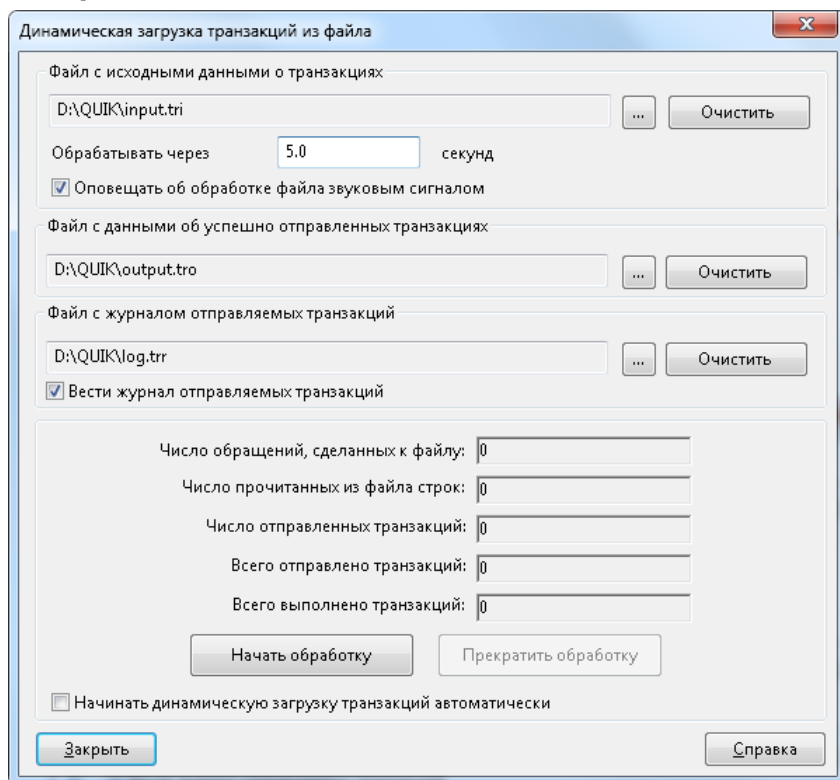 Динамическая загрузка транзакций из файла
Файл с исходными данными о транзакциях
D:\QUIK\input.tri
...
Очистить
Обрабатывать через 5.0 секунд
Оповещать об обработке файла звуковым сигналом
Файл с данными об успешно отправленных транзакциях
D:\QUIK\output.tro
...
Очистить
Файл с журналом отправляемых транзакций
D:\QUIK\log.trr
...
Очистить
Вести журнал отправляемых транзакций
Число обращений, сделанных к файлу: 0
Число прочитанных из файла строк: 0
Число отправленных транзакций: 0
Всего отправлено транзакций: 0
Всего выполнено транзакций: 0
Начать обработку
Прекратить обработку
Начинать динамическую загрузку транзакций автоматически
Закрыть
Справка